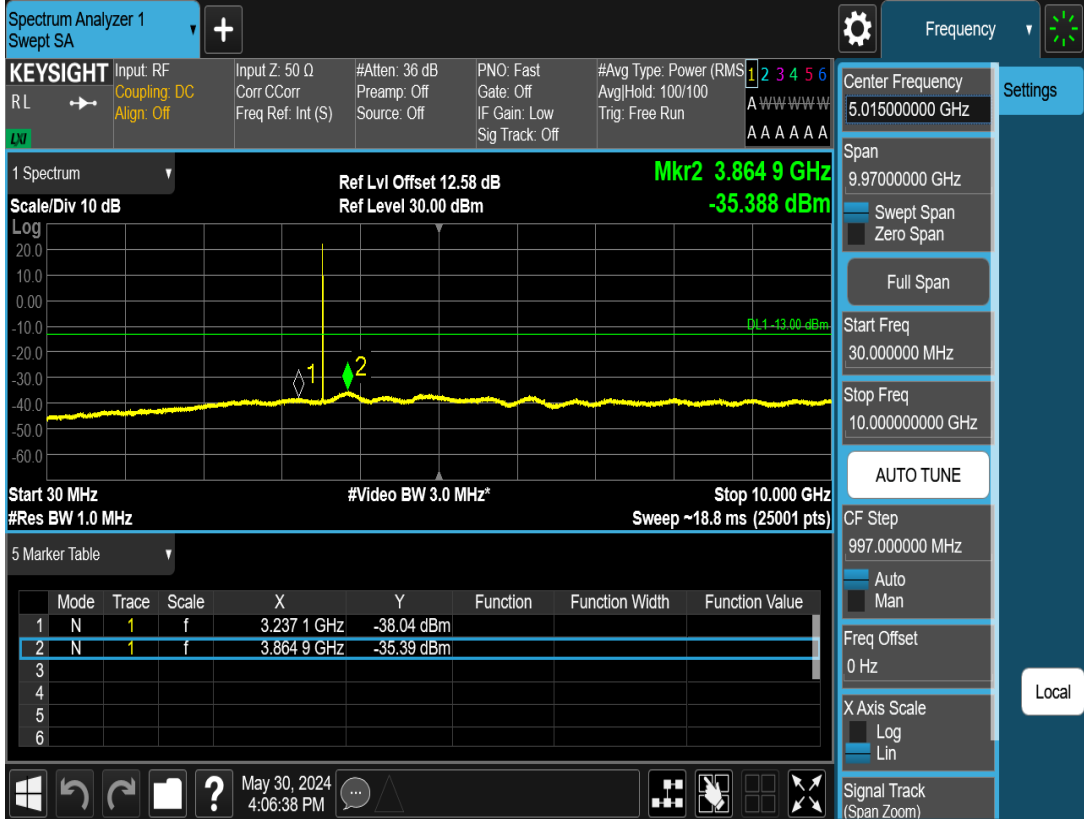 Spectrum Analyzer 1
Swept SA
+
Frequency
KEYSIGHT
R L
LXI
Input: RF
Coupling: DC
Align: Off
Input Z: 50 Ω
Corr CCorr
Freq Ref: Int (S)
#Atten: 36 dB
Preamp: Off
Source: Off
PNO: Fast
Gate: Off
IF Gain: Low
Sig Track: Off
#Avg Type: Power (RMS
Avg|Hold: 100/100
Trig: Free Run
1 2 3 4 5 6
A W W W W W
A A A A A A
1 Spectrum
Scale/Div 10 dB
Ref Lvl Offset 12.58 dB
Ref Level 30.00 dBm
Mkr2 3.864 9 GHz
-35.388 dBm
Log
20.0
10.0
0.00
-10.0
-20.0
-30.0
-40.0
-50.0
-60.0
DL1 -13.00 dBm
1
2
Start 30 MHz
#Video BW 3.0 MHz*
Stop 10.000 GHz
#Res BW 1.0 MHz
Sweep ~18.8 ms (25001 pts)
5 Marker Table
Mode Trace Scale X Y Function Function Width Function Value
1 N 1 f 3.237 1 GHz -38.04 dBm
2 N 1 f 3.864 9 GHz -35.39 dBm
3
4
5
6
?
May 30, 2024
4:06:38 PM
Center Frequency
5.015000000 GHz
Span
9.97000000 GHz
Swept Span
Zero Span
Full Span
Start Freq
30.000000 MHz
Stop Freq
10.000000000 GHz
AUTO TUNE
CF Step
997.000000 MHz
Auto
Man
Freq Offset
0 Hz
X Axis Scale
Log
Lin
Signal Track
(Span Zoom)
Settings
Local